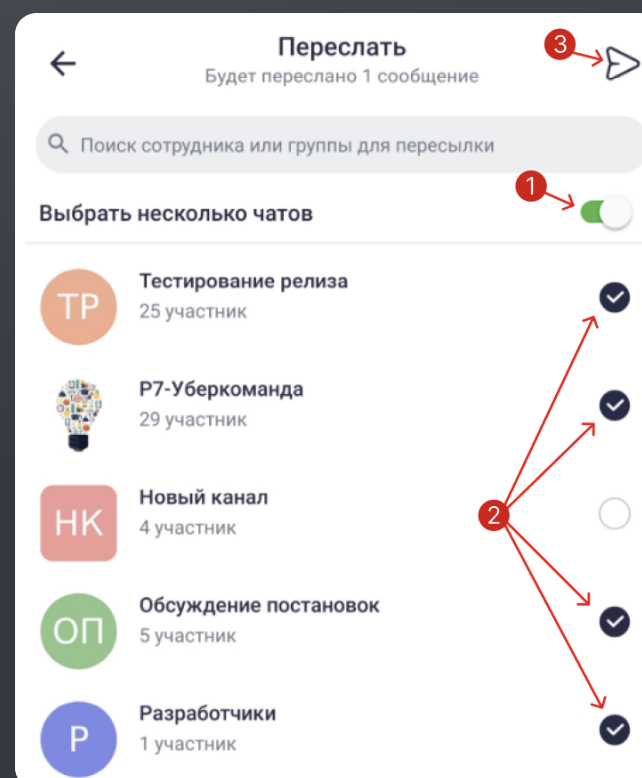 Переслать
3
Будет переслано 1 сообщение
Поиск сотрудника или группы для пересылки
1
Выбрать несколько чатов
ТР
Тестирование релиза
25 участник
Р7-Уберкоманда
29 участник
НК
Новый канал
4 участник
2
ОП
Обсуждение постановок
5 участник
Р
Разработчики
1 участник